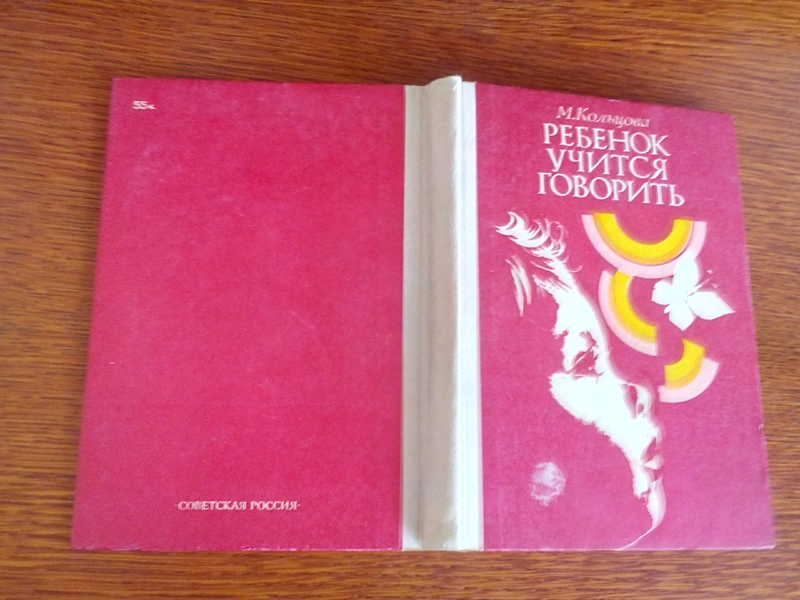 55к.
М.Кольцова
РЕБЕНОК
УЧИТСЯ
ГОВОРИТЬ
·СОВЕТСКАЯ РОССИЯ·